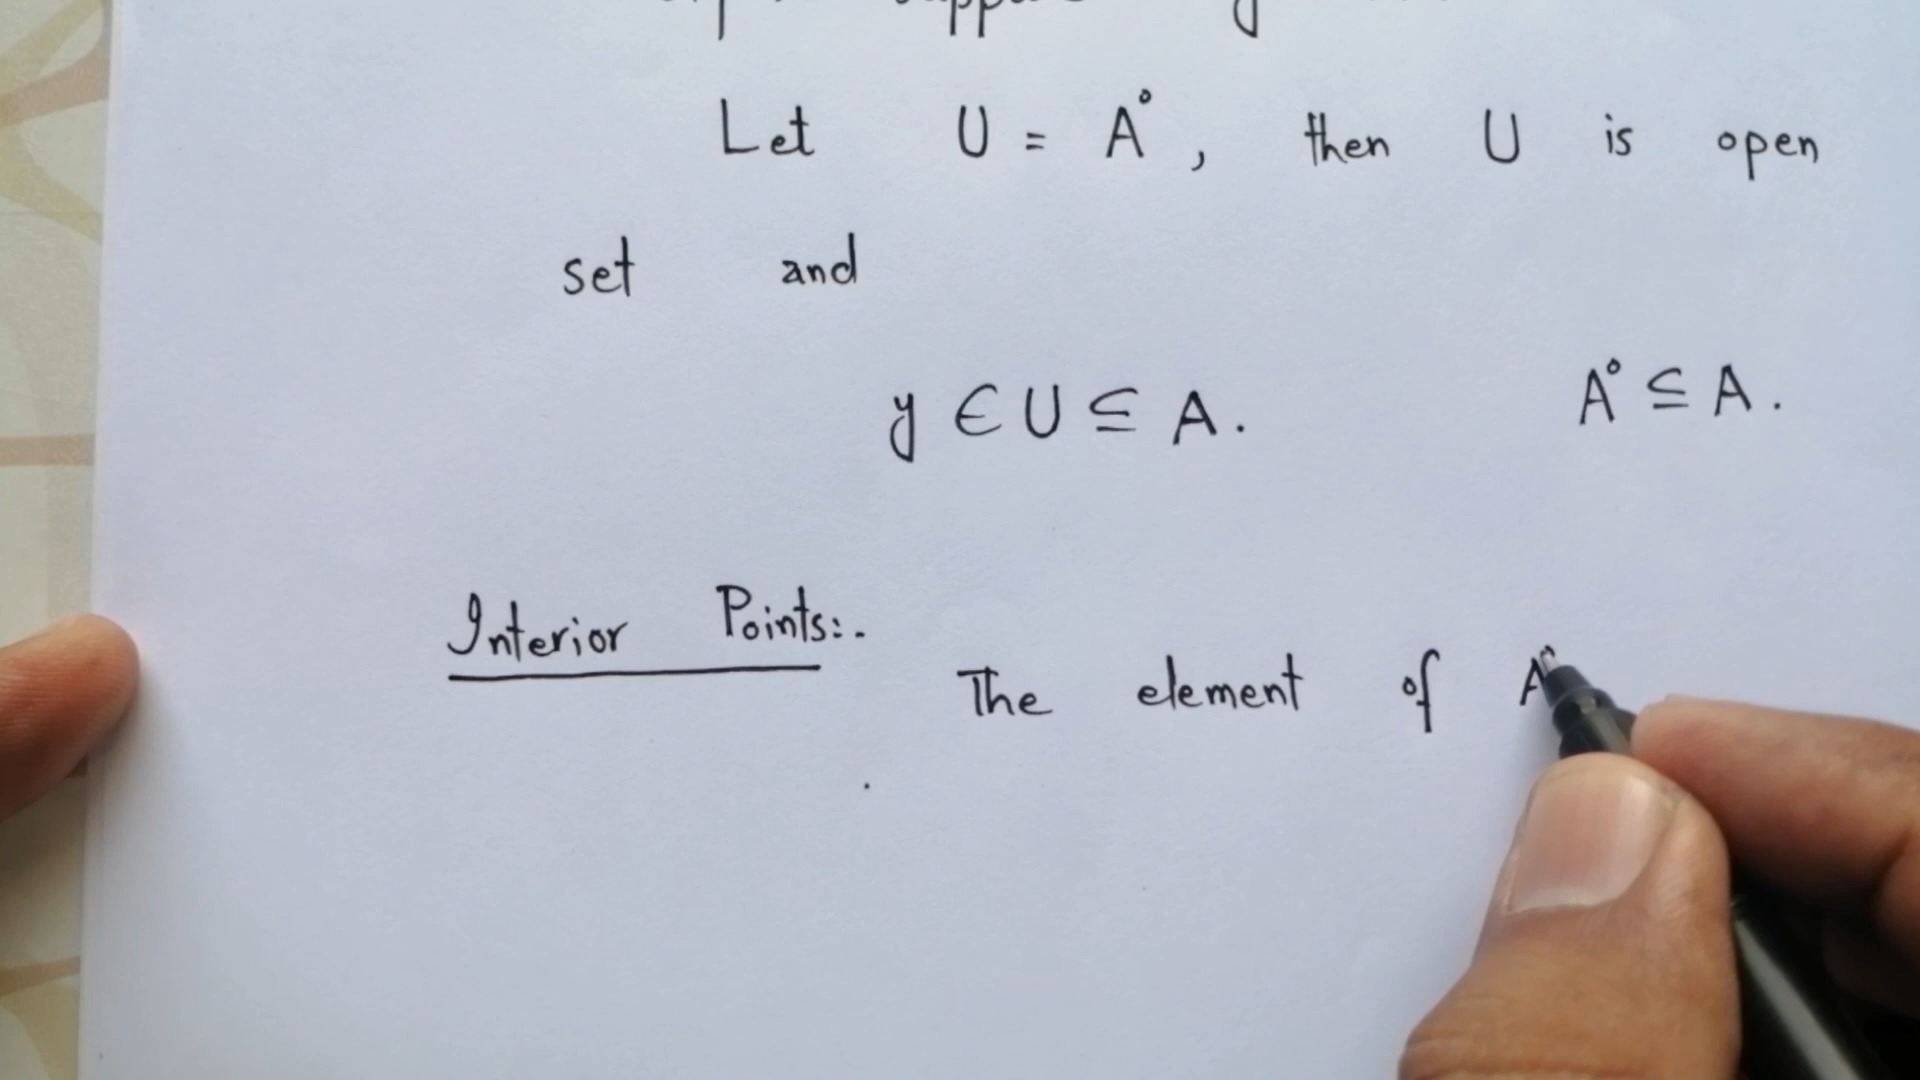 Let U = A°, then U is open
set and
y ∈ U ⊆ A. A° ⊆ A.
Interior Points:-
The element of A°